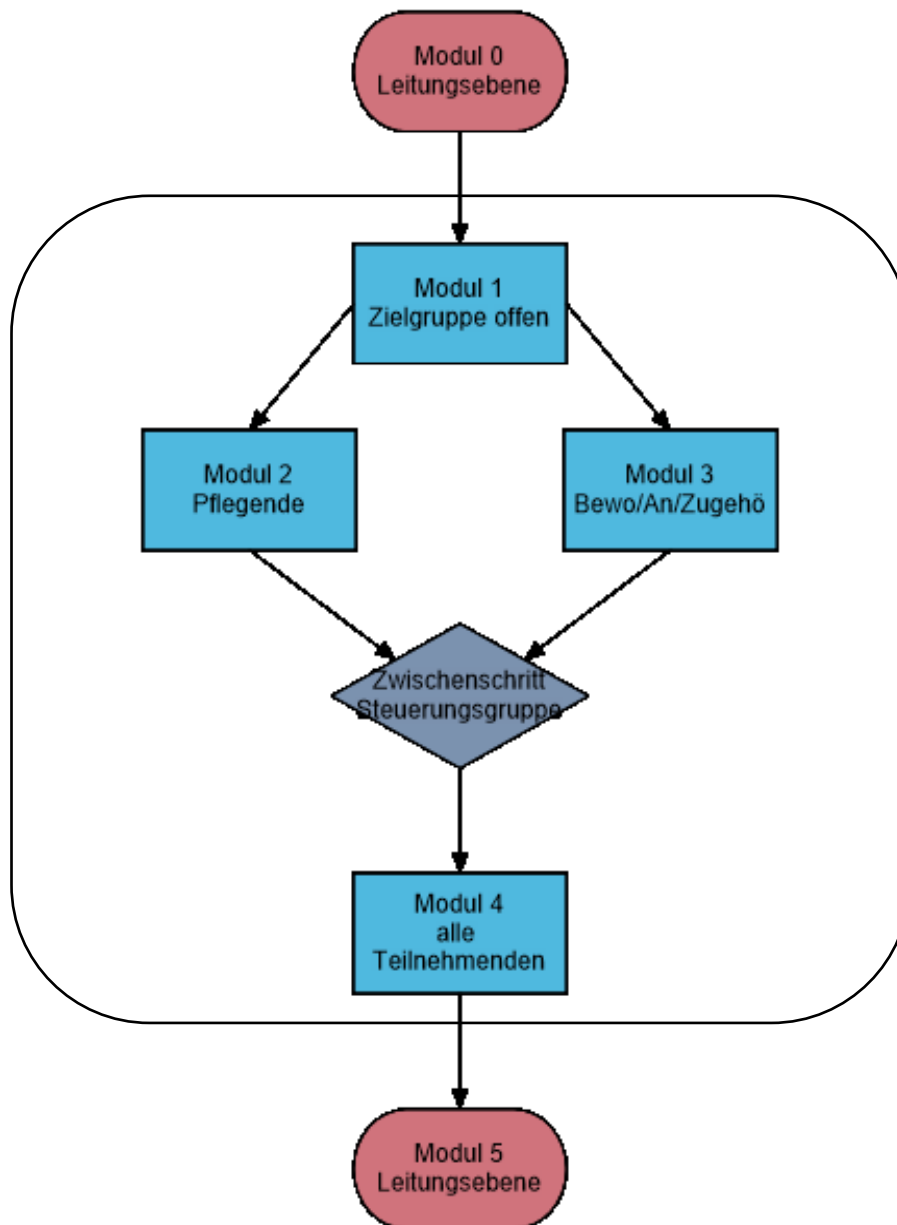 Modul 0
Leitungsebene
Modul 1
Zielgruppe offen
Modul 2
Pflegende
Modul 3
Bewo/An/Zugehö
Zwischenschritt
Steuerungsgruppe
Modul 4
alle
Teilnehmenden
Modul 5
Leitungsebene